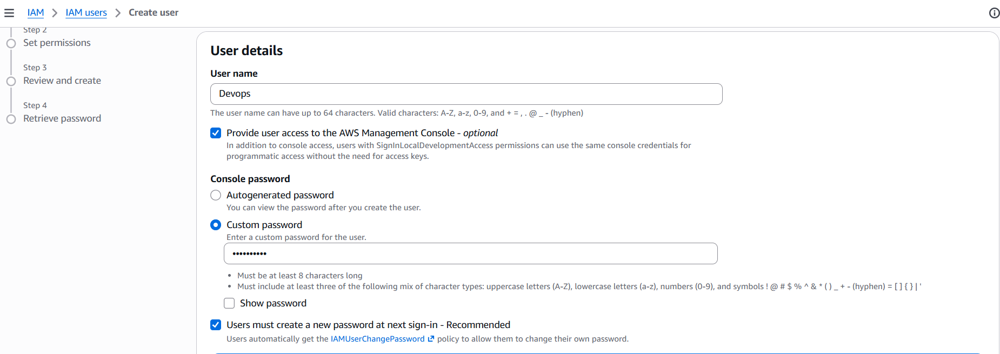 IAM > IAM users > Create user
Step 2
Set permissions
Step 3
Review and create
Step 4
Retrieve password
User details
User name
Devops
The user name can have up to 64 characters. Valid characters: A-Z, a-z, 0-9, and + = , . @ _ - (hyphen)
Provide user access to the AWS Management Console - optional
In addition to console access, users with SignInLocalDevelopmentAccess permissions can use the same console credentials for
programmatic access without the need for access keys.
Console password
Autogenerated password
You can view the password after you create the user.
Custom password
Enter a custom password for the user.
••••••••••
• Must be at least 8 characters long
• Must include at least three of the following mix of character types: uppercase letters (A-Z), lowercase letters (a-z), numbers (0-9), and symbols ! @ # $ % ^ & * ( ) _ + - (hyphen) = [ ] { } | '
Show password
Users must create a new password at next sign-in - Recommended
Users automatically get the IAMUserChangePassword policy to allow them to change their own password.